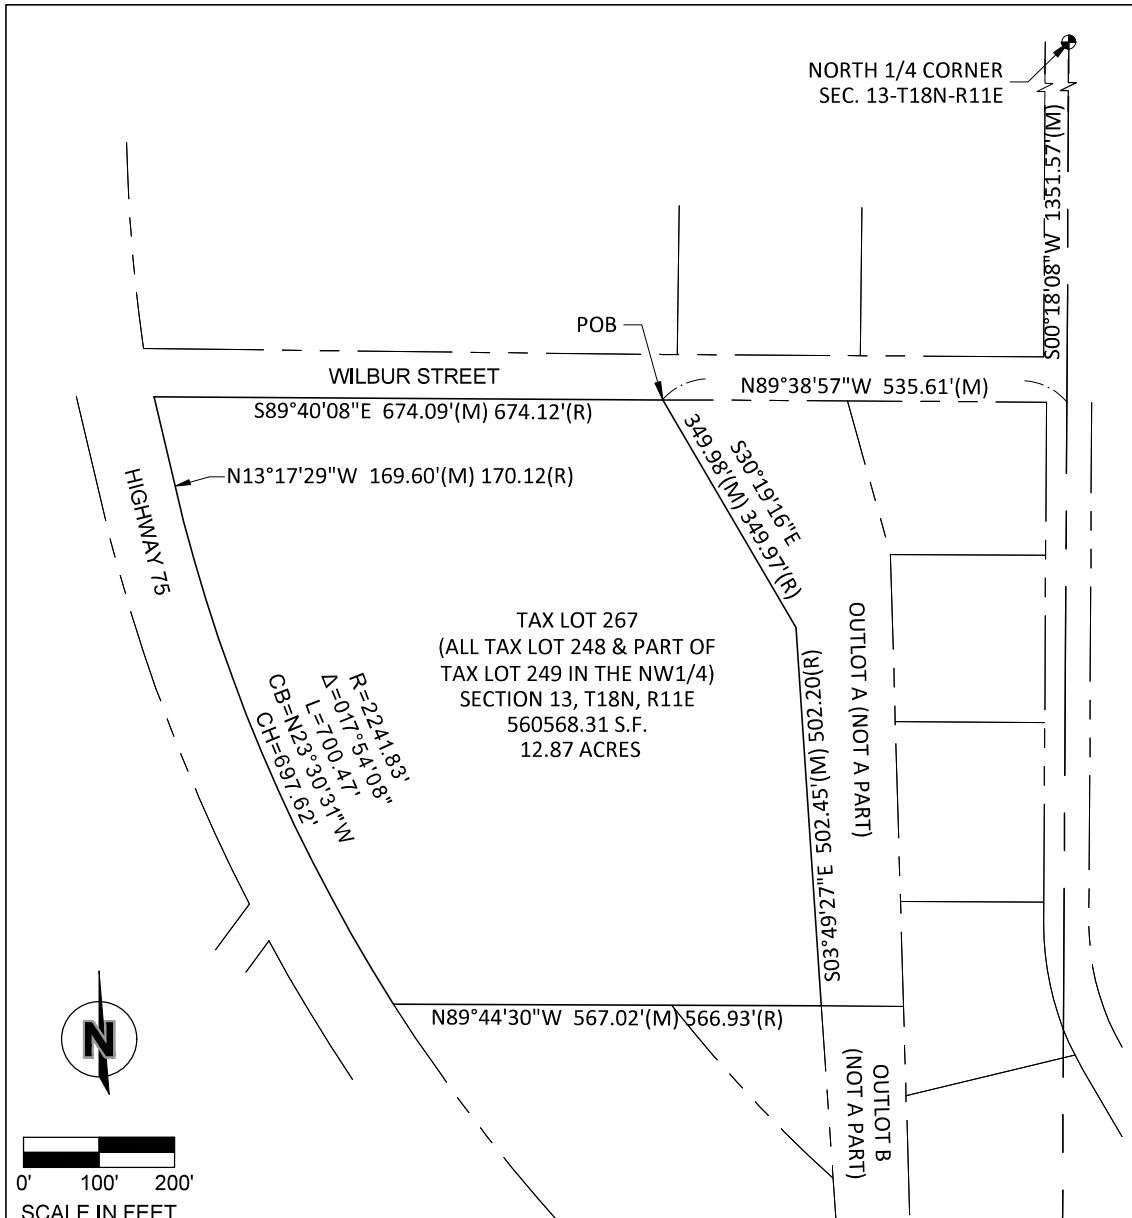 NORTH 1/4 CORNER
SEC. 13-T18N-R11E
S00°18'08"W 1351.57'(M)
POB
WILBUR STREET
N89°38'57"W 535.61'(M)
S89°40'08"E 674.09'(M) 674.12'(R)
N13°17'29"W 169.60'(M) 170.12(R)
S30°19'16"E
349.98'(M) 349.97'(R)
HIGHWAY 75
TAX LOT 267
(ALL TAX LOT 248 & PART OF
TAX LOT 249 IN THE NW1/4)
SECTION 13, T18N, R11E
560568.31 S.F.
12.87 ACRES
R=2241.83'
Δ=017°54'08"
L=700.47'
CB=N23°30'31"W
CH=697.62'
S03°49'27"E 502.45'(M) 502.20(R)
OUTLOT A (NOT A PART)
N89°44'30"W 567.02'(M) 566.93'(R)
OUTLOT B
(NOT A PART)
N
0' 100' 200'
SCALE IN FEET